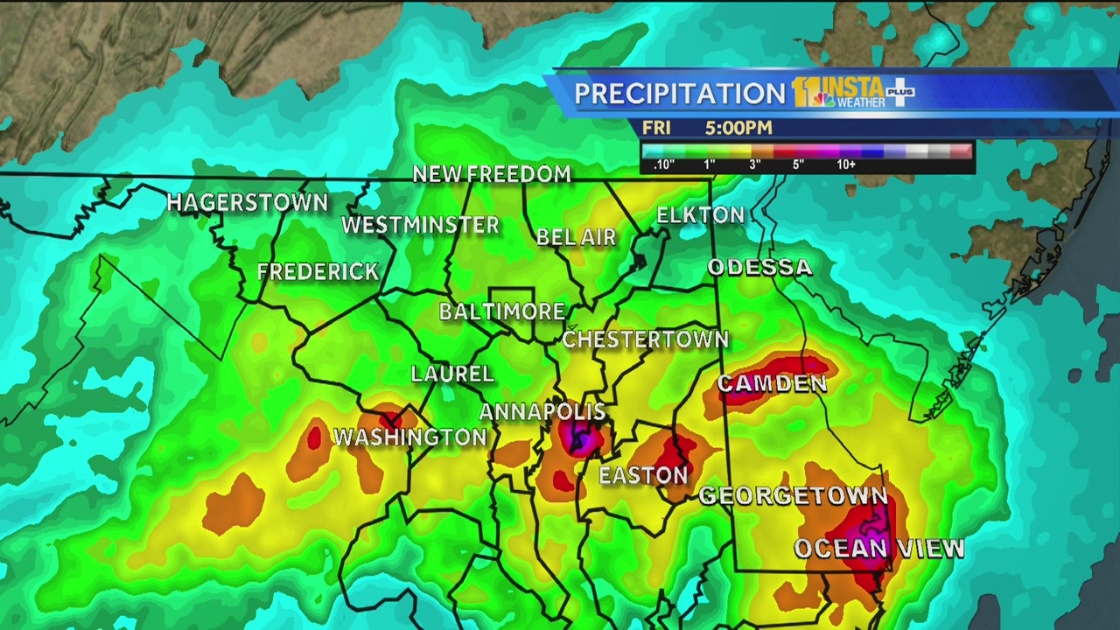 PRECIPITATION 11 INSTA WEATHER PLUS
FRI 5:00PM
.10" 1" 3" 5" 10+
NEW FREEDOM
HAGERSTOWN
WESTMINSTER
ELKTON
BEL AIR
FREDERICK
ODESSA
BALTIMORE
CHESTERTOWN
LAUREL
CAMDEN
ANNAPOLIS
WASHINGTON
EASTON
GEORGETOWN
OCEAN VIEW